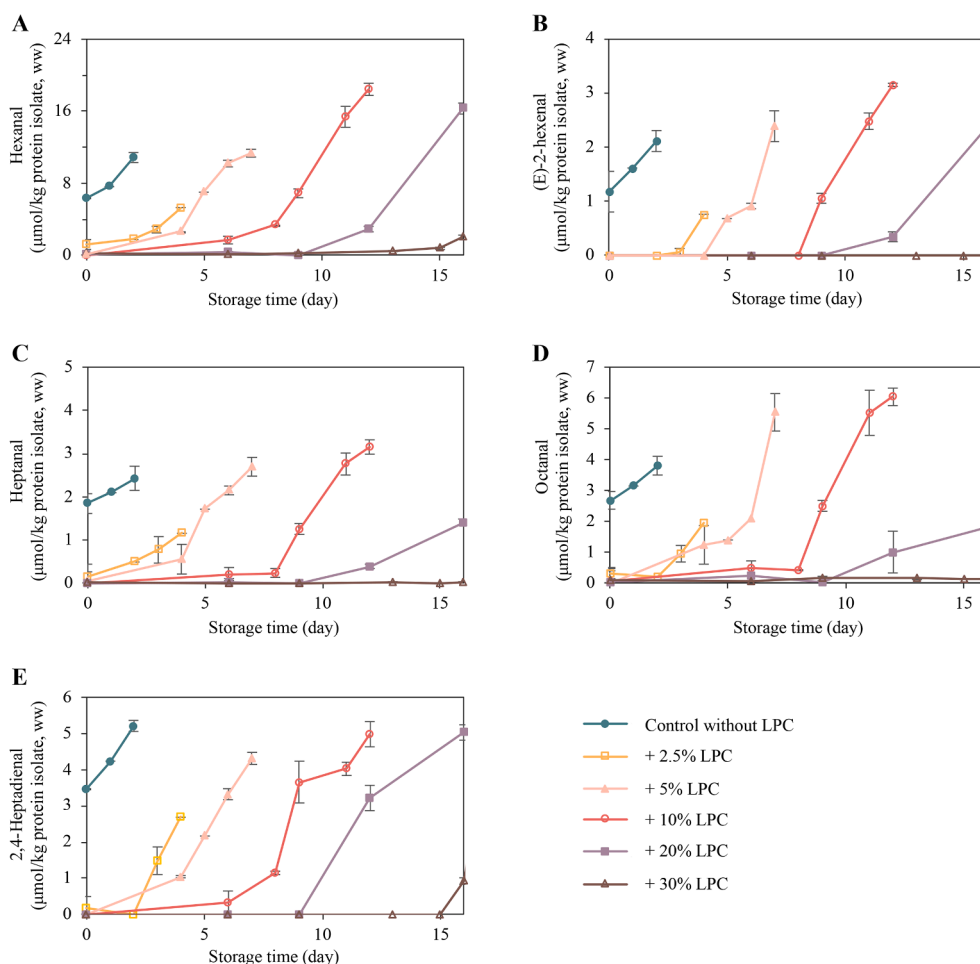 A
Hexanal
(µmol/kg protein isolate, ww)
24
16
8
0
0
5
10
15
Storage time (day)
B
(E)-2-hexenal
(µmol/kg protein isolate, ww)
4
3
2
1
0
0
5
10
15
Storage time (day)
C
Heptanal
(µmol/kg protein isolate, ww)
5
4
3
2
1
0
0
5
10
15
Storage time (day)
D
Octanal
(µmol/kg protein isolate, ww)
7
6
5
4
3
2
1
0
0
5
10
15
Storage time (day)
E
2,4-Heptadienal
(µmol/kg protein isolate, ww)
6
5
4
3
2
1
0
0
5
10
15
Storage time (day)
Control without LPC
+ 2.5% LPC
+ 5% LPC
+ 10% LPC
+ 20% LPC
+ 30% LPC